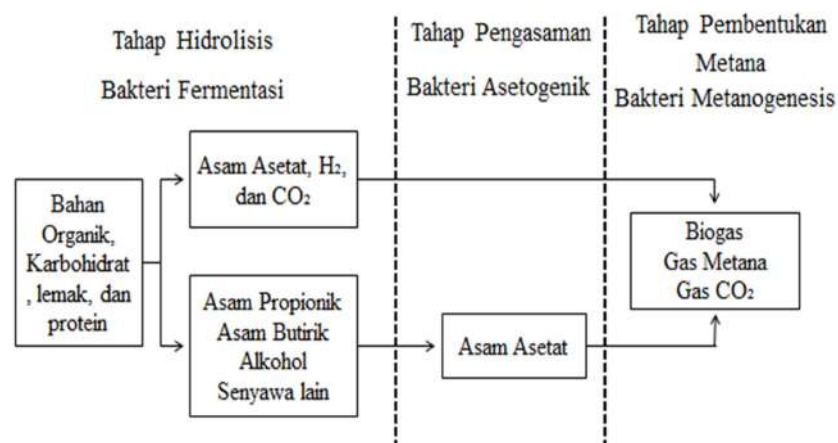 Tahap Hidrolisis
Bakteri Fermentasi
Tahap Pengasaman
Bakteri Asetogenik
Tahap Pembentukan
Metana
Bakteri Metanogenesis
Bahan
Organik,
Karbohidrat
, lemak, dan
protein
Asam Asetat, H₂,
dan CO₂
Asam Propionik
Asam Butirik
Alkohol
Senyawa lain
Asam Asetat
Biogas
Gas Metana
Gas CO₂